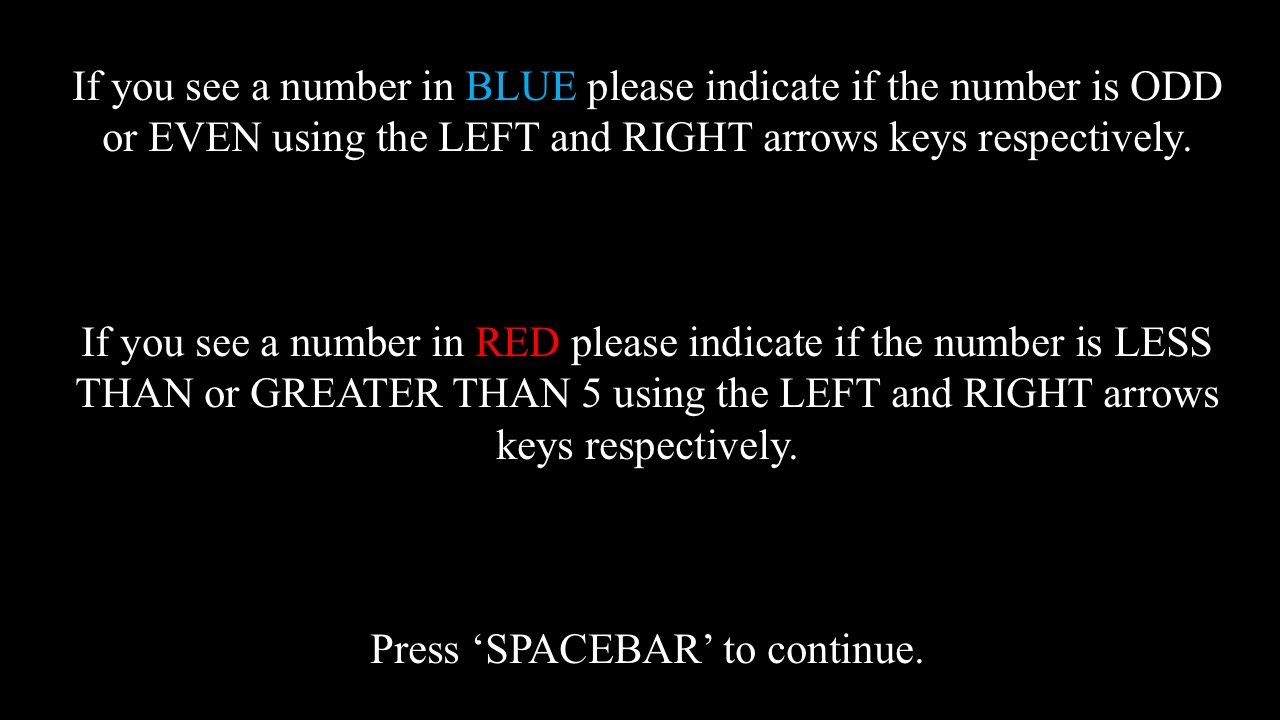 If you see a number in BLUE please indicate if the number is ODD
or EVEN using the LEFT and RIGHT arrows keys respectively.
If you see a number in RED please indicate if the number is LESS
THAN or GREATER THAN 5 using the LEFT and RIGHT arrows
keys respectively.
Press ‘SPACEBAR’ to continue.